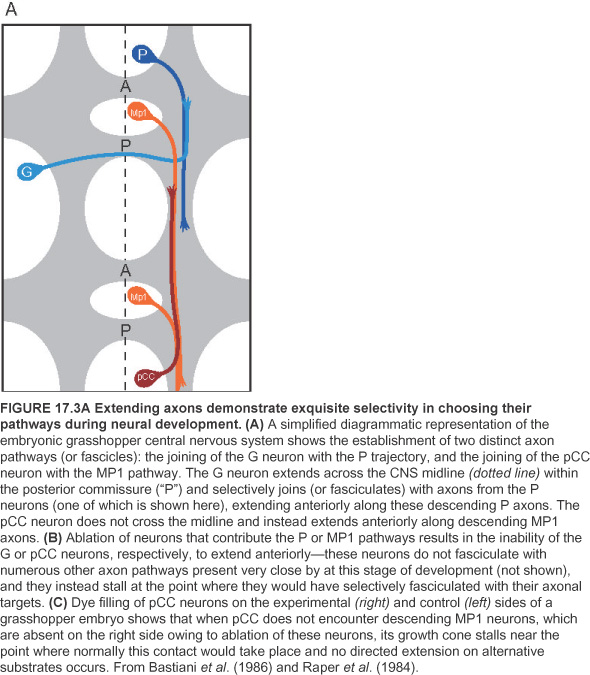 A
P
A
Mp1
P
G
A
Mp1
P
pCC
FIGURE 17.3A Extending axons demonstrate exquisite selectivity in choosing their
pathways during neural development. (A) A simplified diagrammatic representation of the
embryonic grasshopper central nervous system shows the establishment of two distinct axon
pathways (or fascicles): the joining of the G neuron with the P trajectory, and the joining of the pCC
neuron with the MP1 pathway. The G neuron extends across the CNS midline (dotted line) within
the posterior commissure (“P”) and selectively joins (or fasciculates) with axons from the P
neurons (one of which is shown here), extending anteriorly along these descending P axons. The
pCC neuron does not cross the midline and instead extends anteriorly along descending MP1
axons. (B) Ablation of neurons that contribute the P or MP1 pathways results in the inability of the
G or pCC neurons, respectively, to extend anteriorly—these neurons do not fasciculate with
numerous other axon pathways present very close by at this stage of development (not shown),
and they instead stall at the point where they would have selectively fasciculated with their axonal
targets. (C) Dye filling of pCC neurons on the experimental (right) and control (left) sides of a
grasshopper embryo shows that when pCC does not encounter descending MP1 neurons, which
are absent on the right side owing to ablation of these neurons, its growth cone stalls near the
point where normally this contact would take place and no directed extension on alternative
substrates occurs. From Bastiani et al. (1986) and Raper et al. (1984).